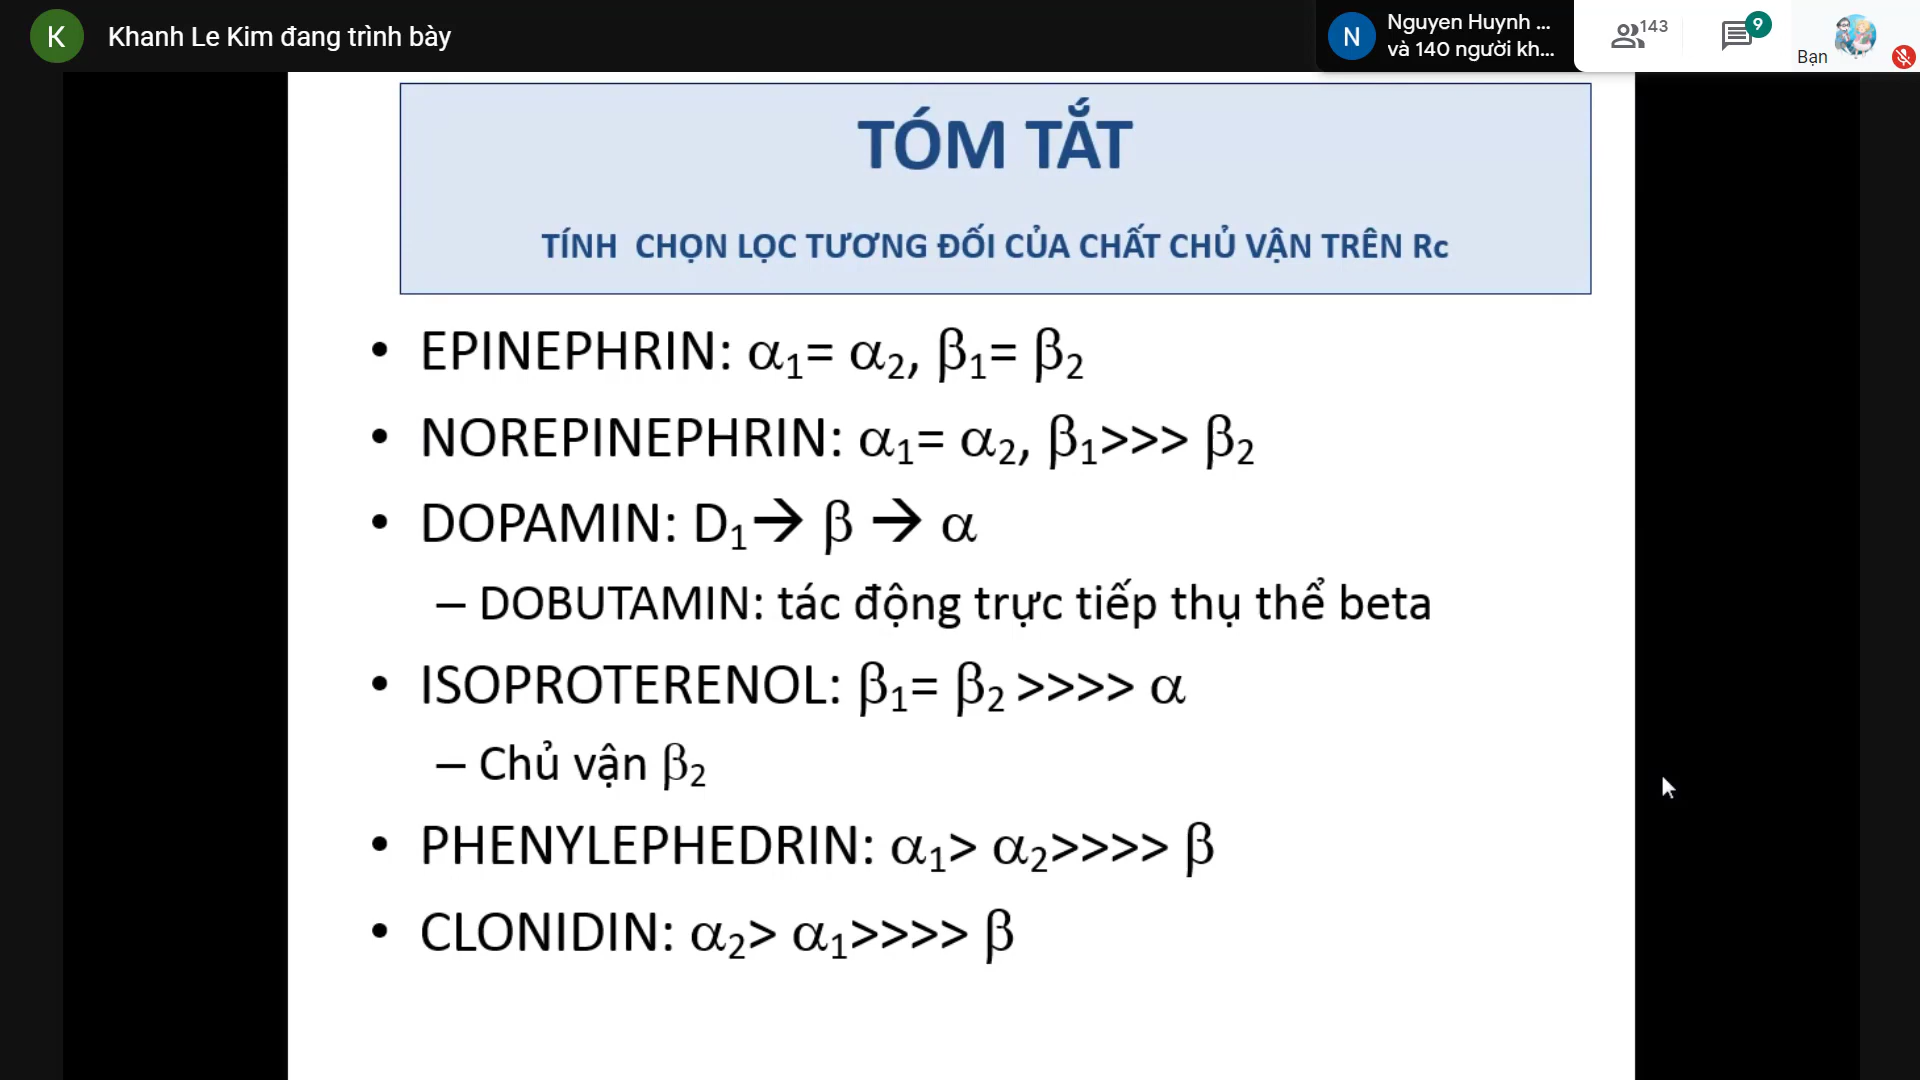 K
Khanh Le Kim đang trình bày
N
Nguyen Huynh ...
và 140 người kh...
143
9
Bạn
TÓM TẮT
TÍNH CHỌN LỌC TƯƠNG ĐỐI CỦA CHẤT CHỦ VẬN TRÊN Rc
• EPINEPHRIN: α₁= α₂, β₁= β₂
• NOREPINEPHRIN: α₁= α₂, β₁>>> β₂
• DOPAMIN: D₁→ β → α
– DOBUTAMIN: tác động trực tiếp thụ thể beta
• ISOPROTERENOL: β₁= β₂ >>>> α
– Chủ vận β₂
• PHENYLEPHEDRIN: α₁> α₂>>>> β
• CLONIDIN: α₂> α₁>>>> β